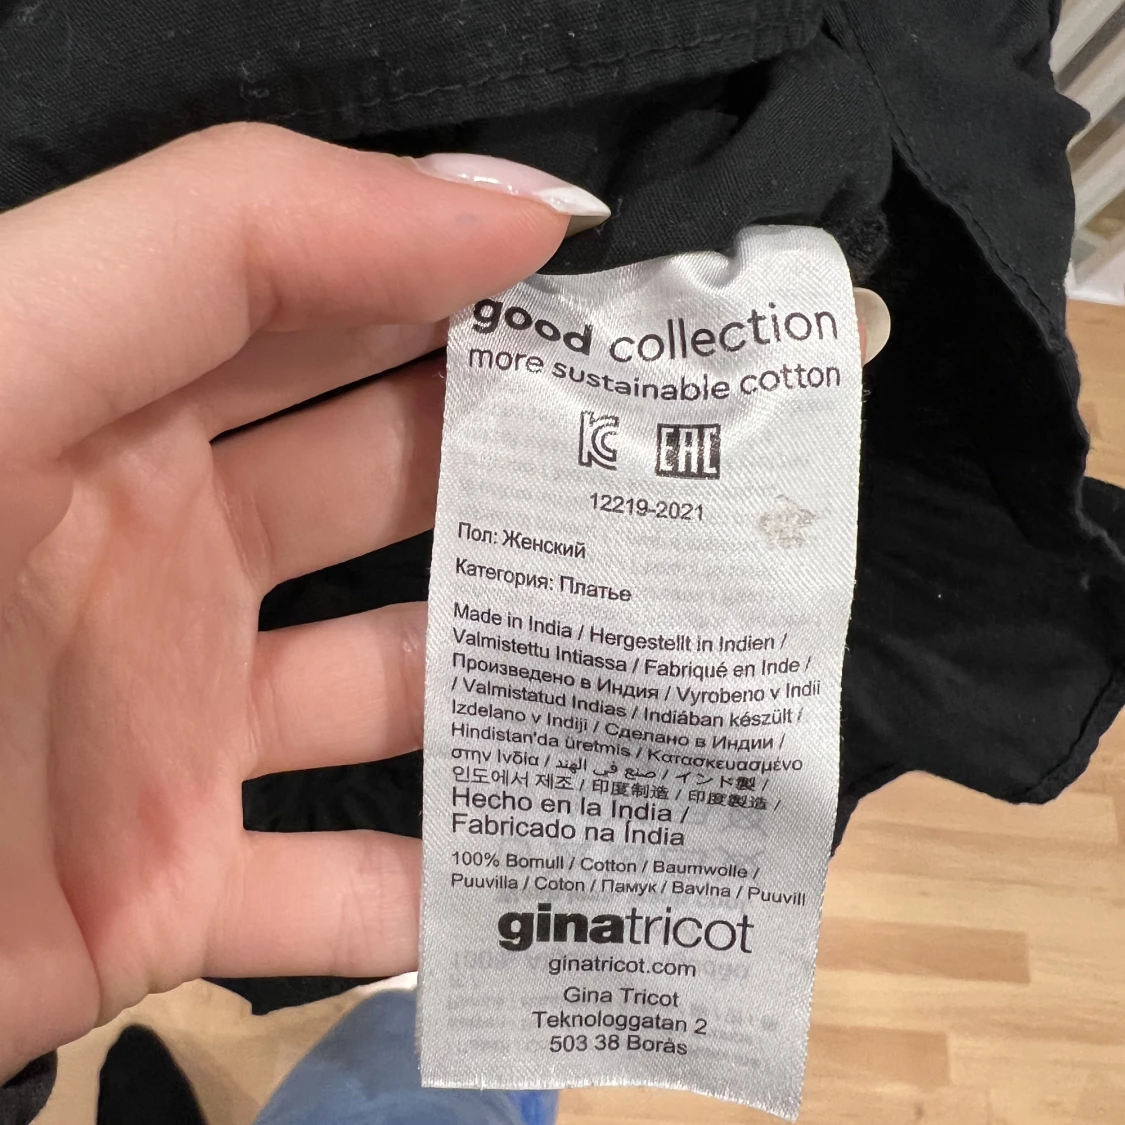 good collection
more sustainable cotton
EAC
12219-2021
Пол: Женский
Категория: Платье
Made in India / Hergestellt in Indien /
Valmistettu Intiassa / Fabriqué en Inde /
Произведено в Индия / Vyrobeno v Indii
/ Valmistatud Indias / Indiában készült /
Izdelano v Indiji / Сделано в Индии /
Hindistan'da üretmis / Κατασκευασμένο
στην Ινδία / صنع في الهند / インド製 /
인도에서 제조 / 印度制造 / 印度製造 /
Hecho en la India /
Fabricado na Índia
100% Bomull / Cotton / Baumwolle /
Puuvilla / Coton / Памук / Bavlna / Puuvill
ginatricot
ginatricot.com
Gina Tricot
Teknologgatan 2
503 38 Borås